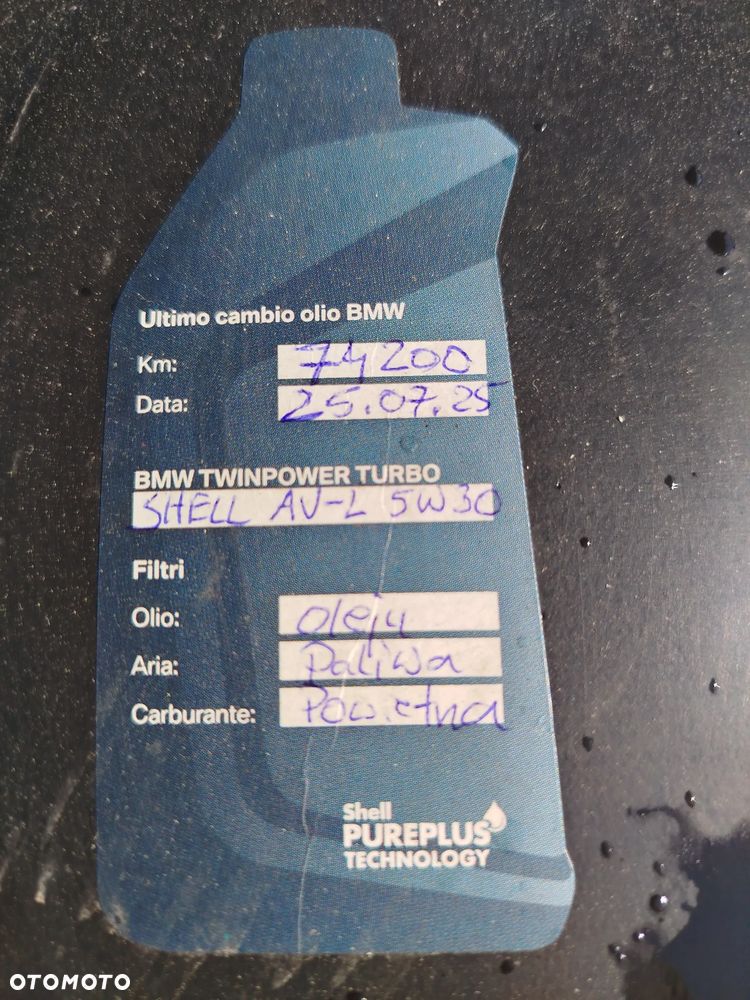 Ultimo cambio olio BMW
Km: 74200
Data: 25.07.25
BMW TWINPOWER TURBO
SHELL AV-L 5W30
Filtri
Olio: oleju
Aria: Paliwa
Carburante: Powietrza
Shell
PUREPLUS
TECHNOLOGY
OTOMOTO